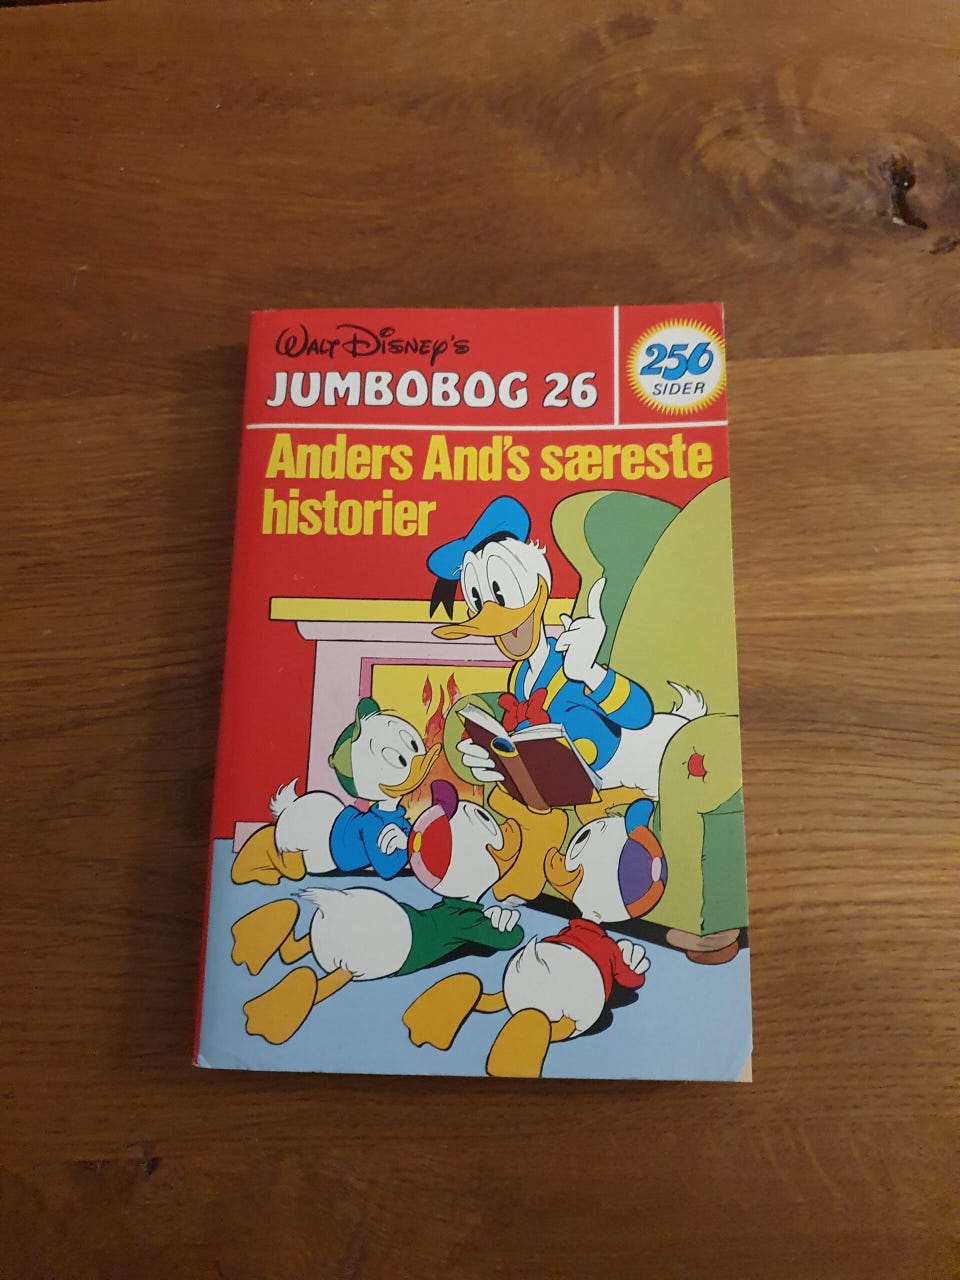 WALT DISNEY'S
JUMBOBOG 26
256
SIDER
Anders And's særeste
historier